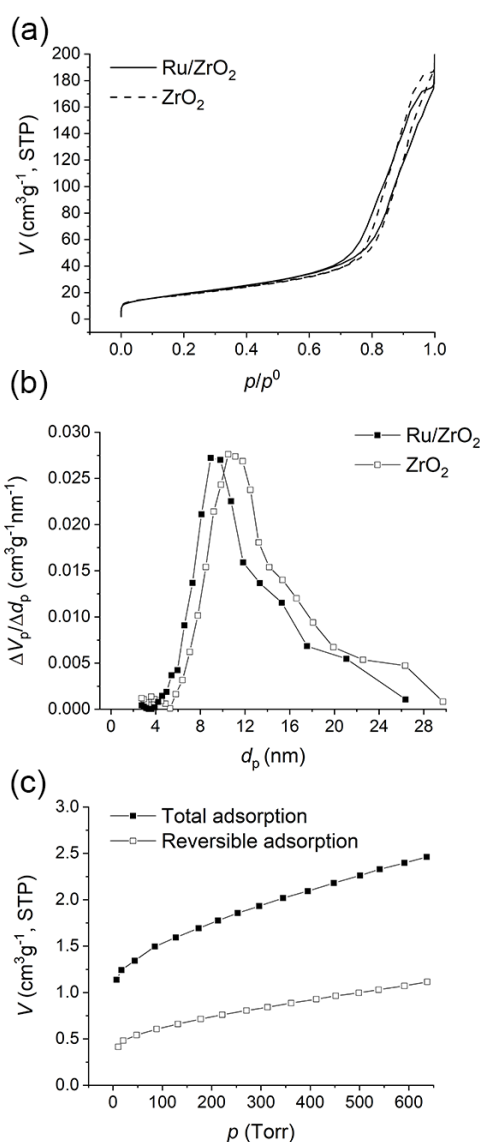 (a)
Ru/ZrO₂
ZrO₂
V (cm³g⁻¹, STP)
200
180
160
140
120
100
80
60
40
20
0
0.0 0.2 0.4 0.6 0.8 1.0
p/p⁰
(b)
Ru/ZrO₂
ZrO₂
ΔVₚ/Δdₚ (cm³g⁻¹nm⁻¹)
0.030
0.025
0.020
0.015
0.010
0.005
0.000
0 4 8 12 16 20 24 28
dₚ (nm)
(c)
Total adsorption
Reversible adsorption
V (cm³g⁻¹, STP)
3.0
2.5
2.0
1.5
1.0
0.5
0.0
0 100 200 300 400 500 600
p (Torr)